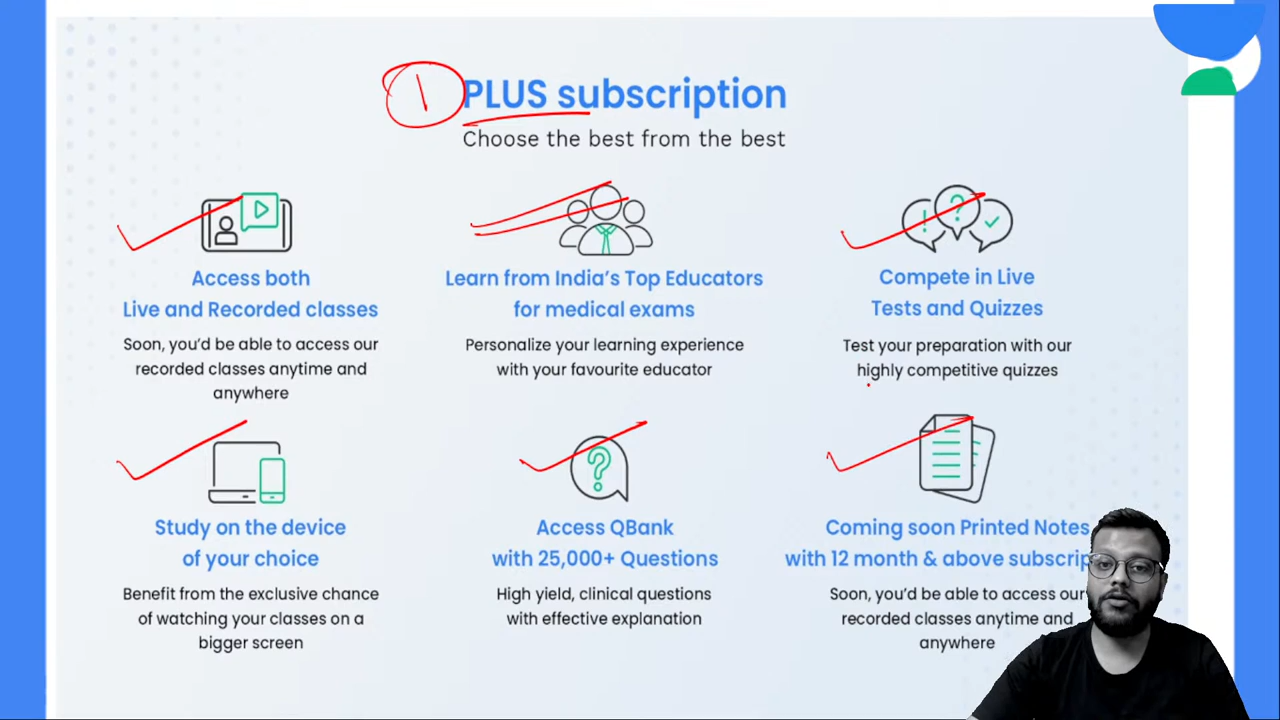 1
PLUS subscription
Choose the best from the best
Access both
Live and Recorded classes
Soon, you'd be able to access our
recorded classes anytime and
anywhere
Learn from India's Top Educators
for medical exams
Personalize your learning experience
with your favourite educator
Compete in Live
Tests and Quizzes
Test your preparation with our
highly competitive quizzes
Study on the device
of your choice
Benefit from the exclusive chance
of watching your classes on a
bigger screen
Access QBank
with 25,000+ Questions
High yield, clinical questions
with effective explanation
Coming soon Printed Notes
with 12 month & above
Soon, you'd be able to access our
recorded classes anytime and
anywhere